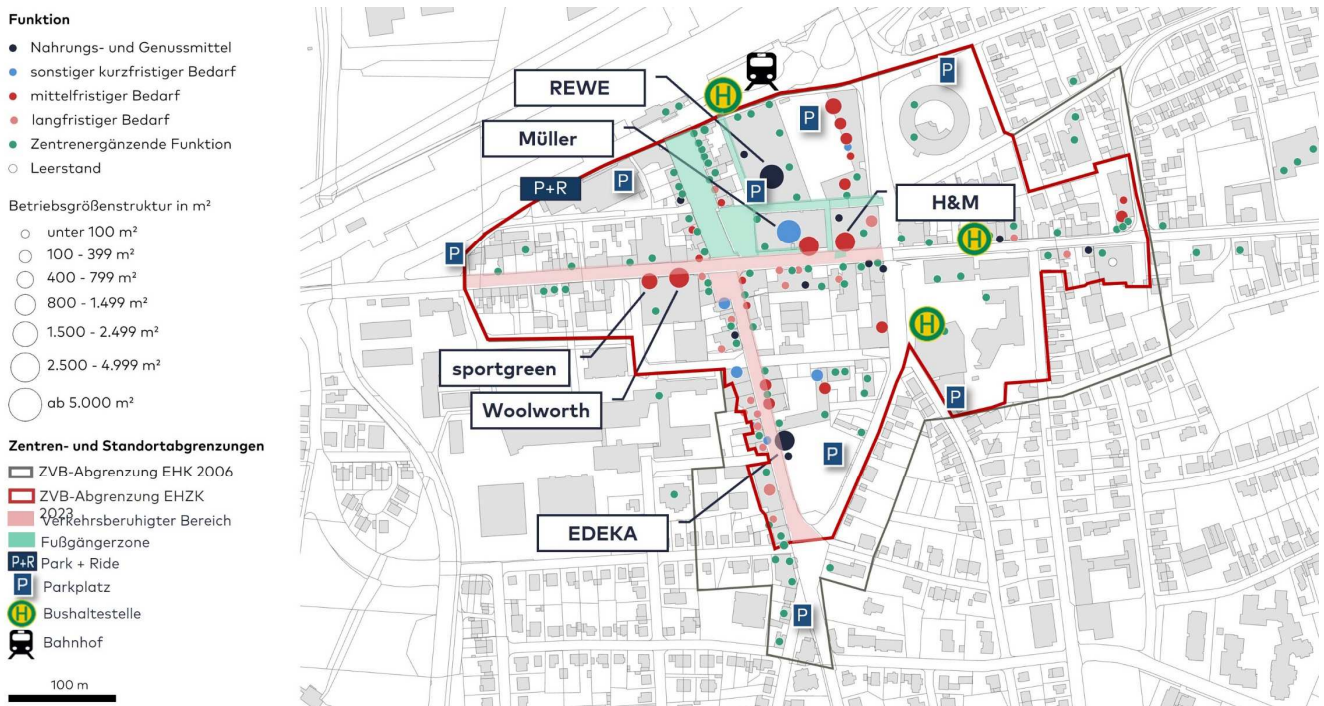 Funktion
Nahrungs- und Genussmittel
sonstiger kurzfristiger Bedarf
mittelfristiger Bedarf
langfristiger Bedarf
Zentrenergänzende Funktion
Leerstand
Betriebsgrößenstruktur in m²
unter 100 m²
100 - 399 m²
400 - 799 m²
800 - 1.499 m²
1.500 - 2.499 m²
2.500 - 4.999 m²
ab 5.000 m²
Zentren- und Standortabgrenzungen
ZVB-Abgrenzung EHK 2006
ZVB-Abgrenzung EHZK
2023
Verkehrsberuhigter Bereich
Fußgängerzone
P+R Park + Ride
P Parkplatz
H Bushaltestelle
Bahnhof
100 m
REWE
Müller
H&M
sportgreen
Woolworth
EDEKA
P+R
P
P
P
P
P
P
P
P
H
H
H